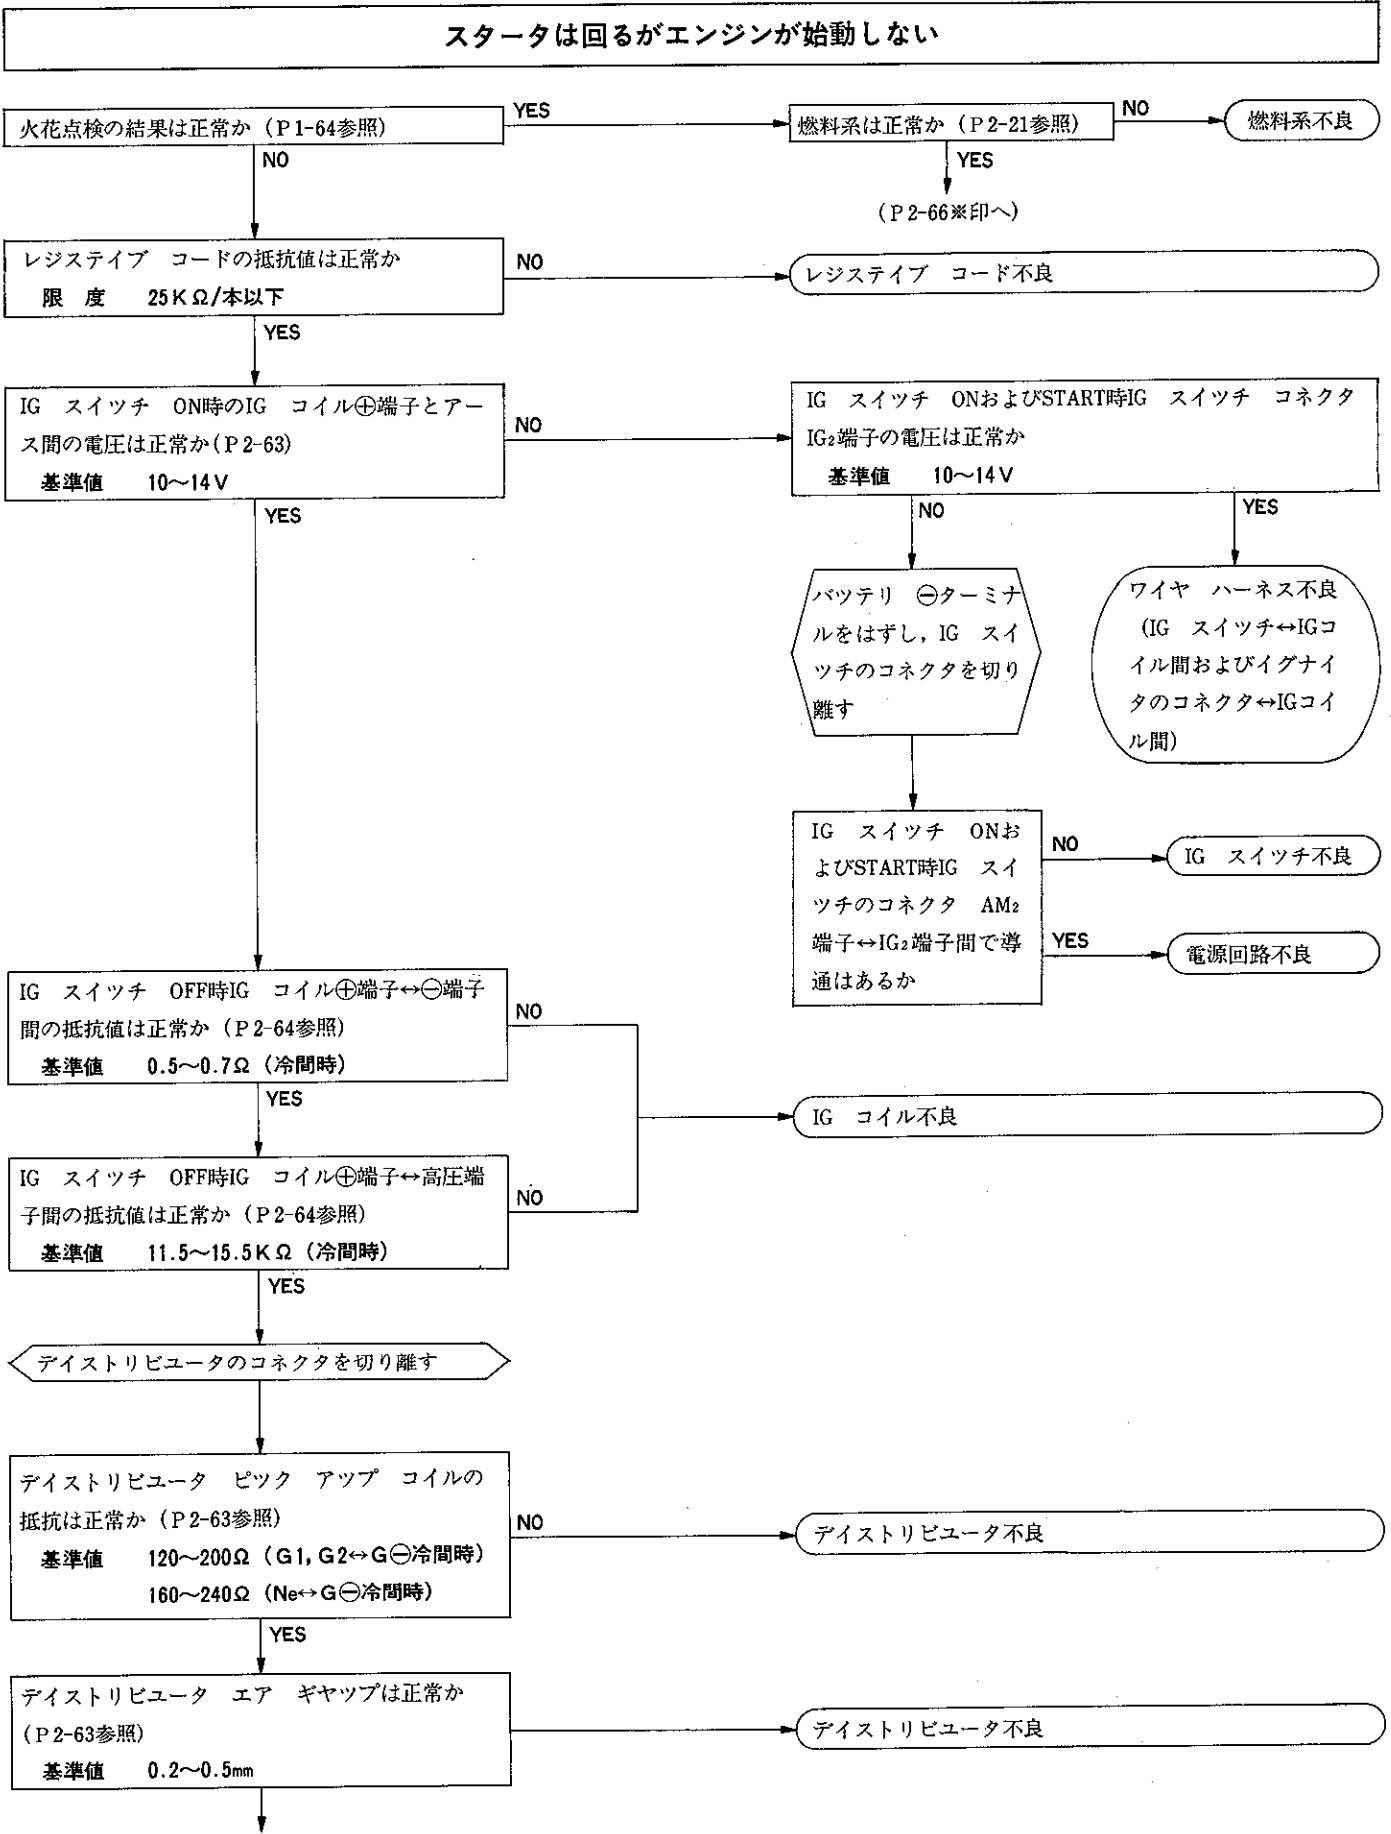 スタータは回るがエンジンが始動しない
火花点検の結果は正常か (P1-64参照)
YES
燃料系は正常か (P2-21参照)
NO
燃料系不良
NO
YES
(P2-66※印へ)
レジステイブ コードの抵抗値は正常か
限 度 25KΩ/本以下
NO
レジステイブ コード不良
YES
IG スイツチ ON時のIG コイル⊕端子とアー
ス間の電圧は正常か(P2-63)
基準値 10〜14V
NO
IG スイツチ ONおよびSTART時IG スイツチ コネクタ
IG₂端子の電圧は正常か
基準値 10〜14V
YES
NO
YES
バツテリ ⊖ターミナ
ルをはずし, IG スイ
ツチのコネクタを切り
離す
ワイヤ ハーネス不良
(IG スイツチ↔IGコ
イル間およびイグナイ
タのコネクタ↔IGコイ
ル間)
IG スイツチ ONお
よびSTART時IG スイ
ツチのコネクタ AM₂
端子↔IG₂端子間で導
通はあるか
NO
IG スイツチ不良
YES
電源回路不良
IG スイツチ OFF時IG コイル⊕端子↔⊖端子
間の抵抗値は正常か (P2-64参照)
基準値 0.5〜0.7Ω (冷間時)
NO
YES
IG コイル不良
IG スイツチ OFF時IG コイル⊕端子↔高圧端
子間の抵抗値は正常か (P2-64参照)
基準値 11.5〜15.5KΩ (冷間時)
NO
YES
デイストリビユータのコネクタを切り離す
デイストリビユータ ピツク アツプ コイルの
抵抗は正常か (P2-63参照)
基準値 120〜200Ω (G1, G2↔G⊖冷間時)
160〜240Ω (Ne↔G⊖冷間時)
NO
デイストリビユータ不良
YES
デイストリビユータ エア ギヤツプは正常か
(P2-63参照)
基準値 0.2〜0.5mm
デイストリビユータ不良